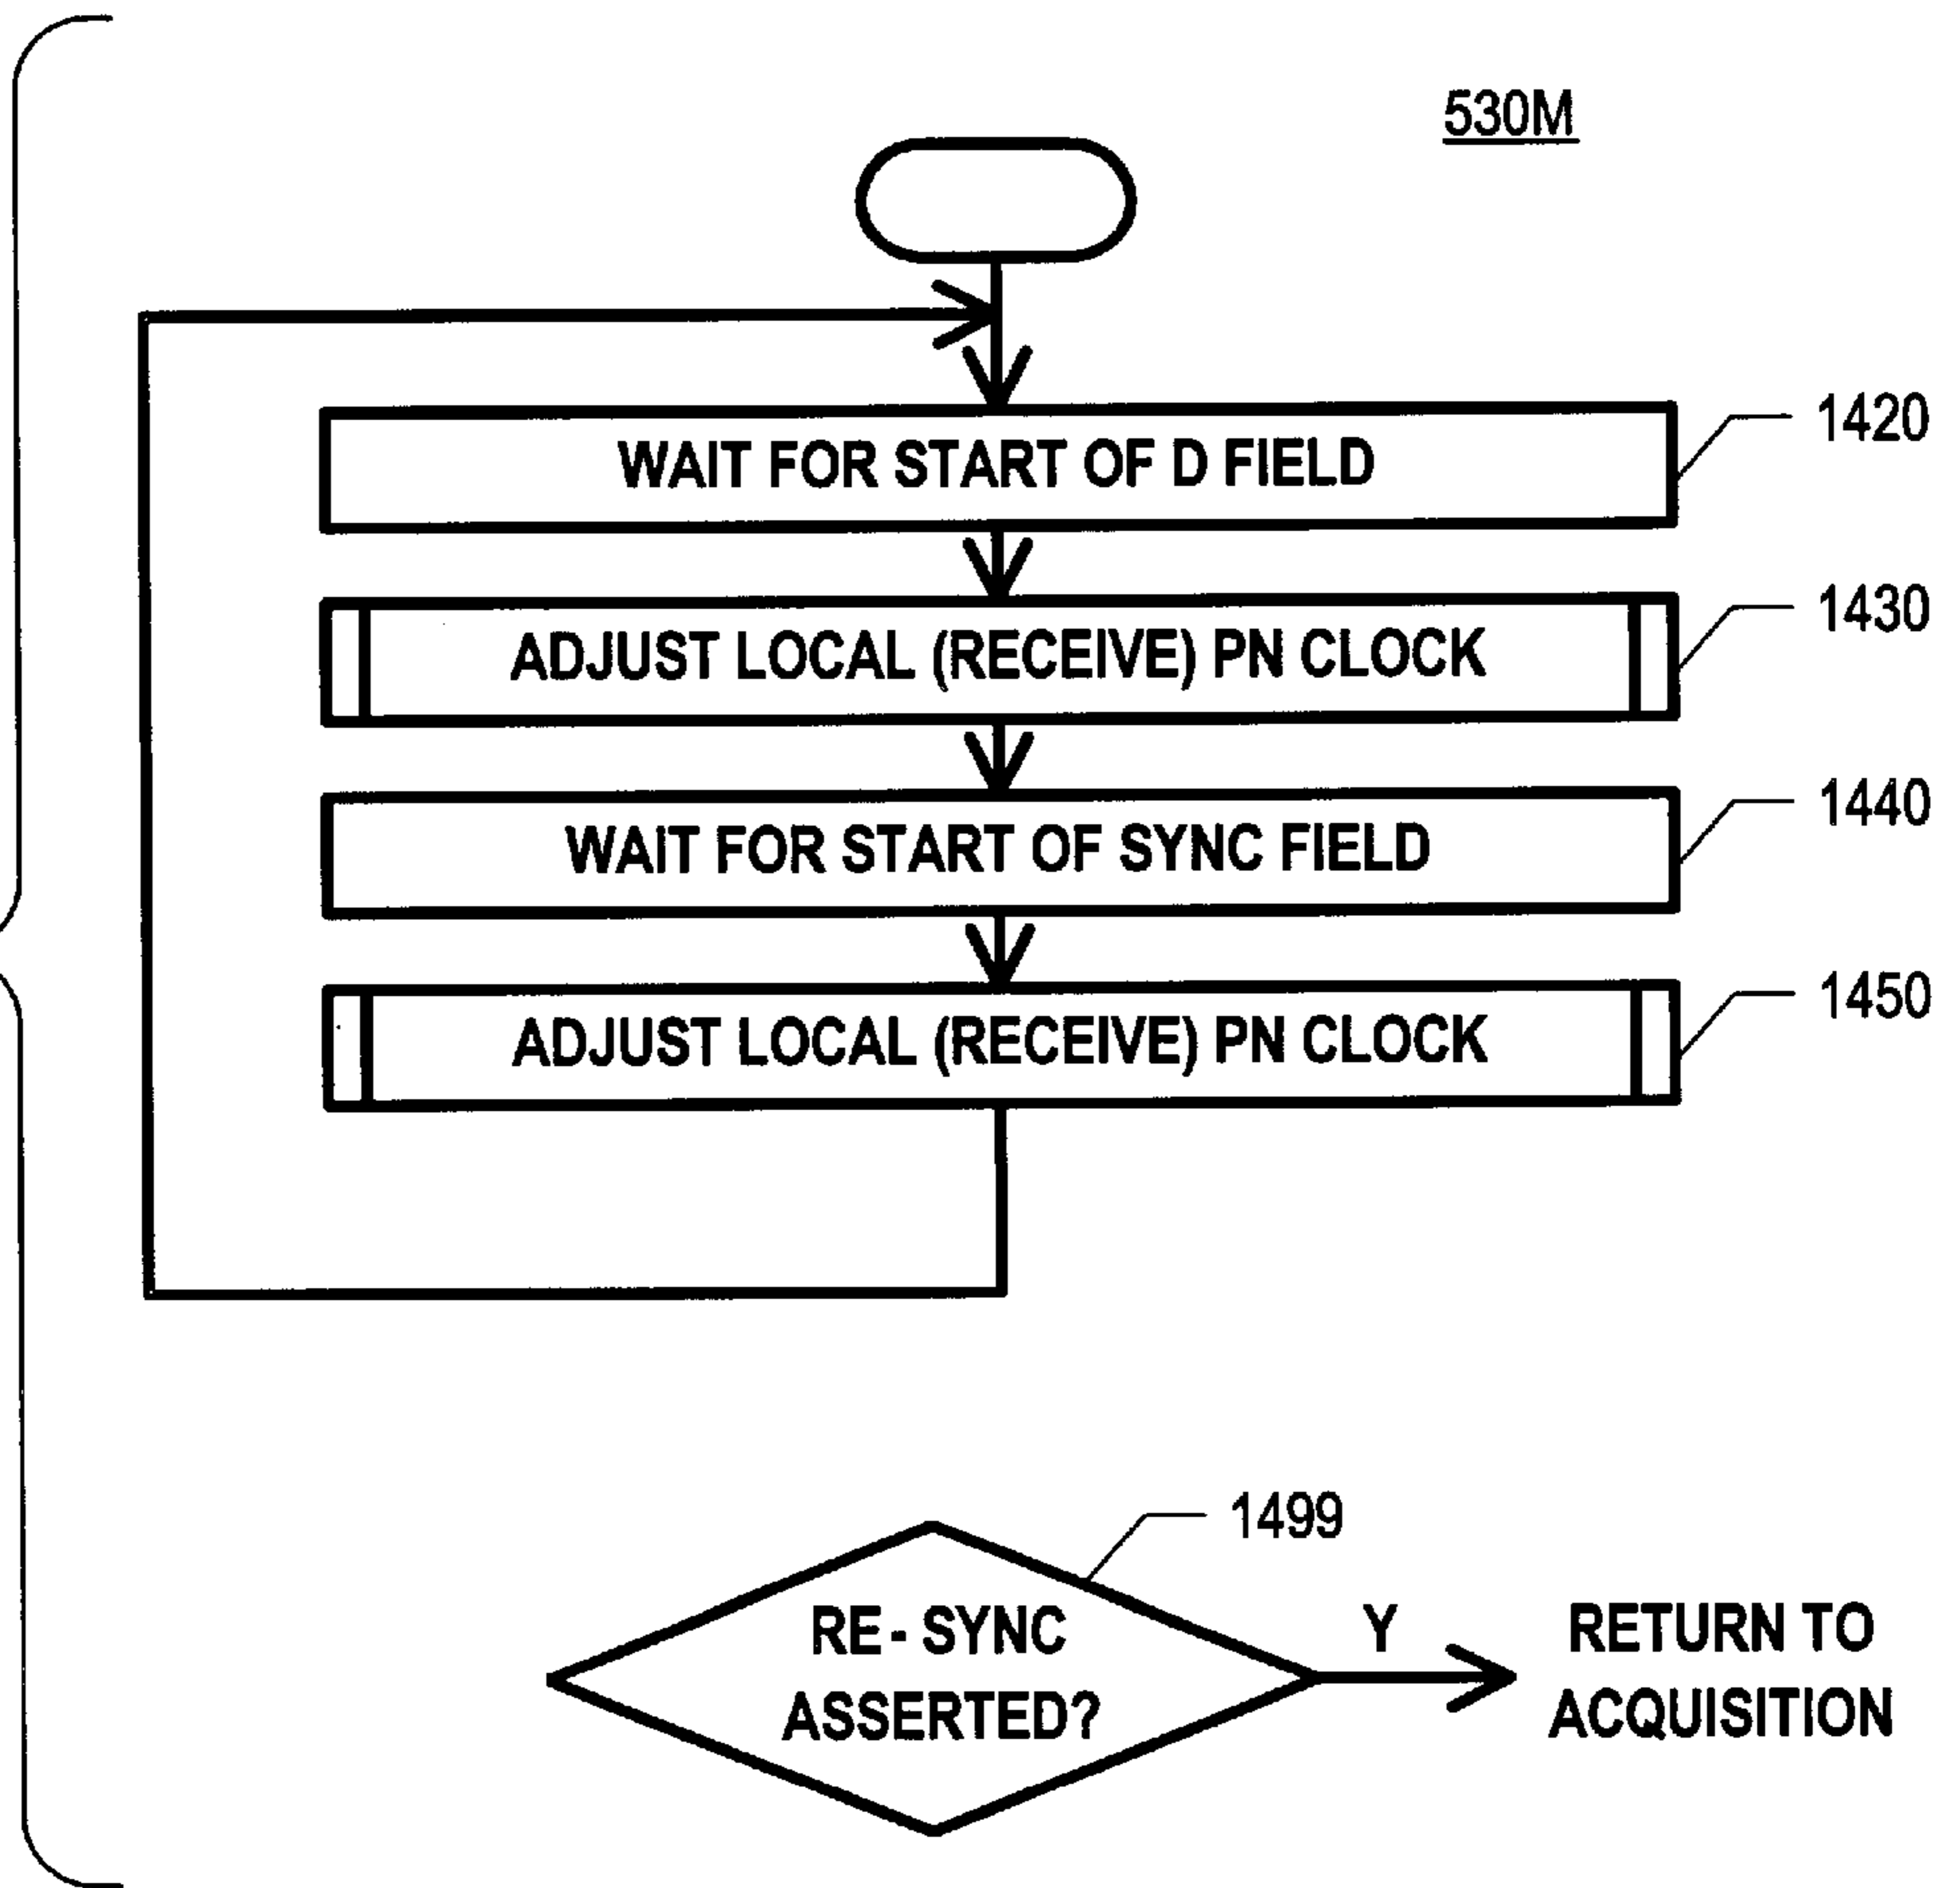 530M
WAIT FOR START OF D FIELD
1420
ADJUST LOCAL (RECEIVE) PN CLOCK
1430
WAIT FOR START OF SYNC FIELD
1440
ADJUST LOCAL (RECEIVE) PN CLOCK
1450
1499
RE-SYNC
ASSERTED?
Y
RETURN TO
ACQUISITION